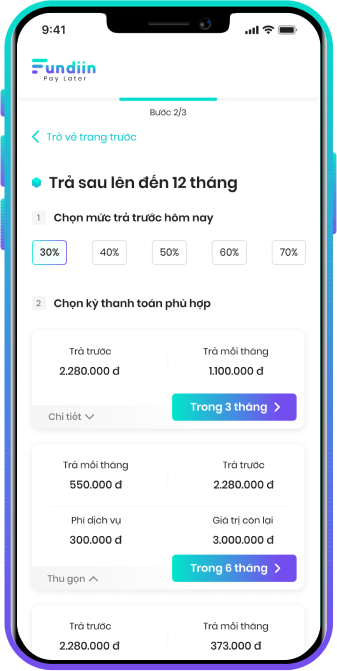 9:41
Fundiin
Pay Later
Bước 2/3
Trở về trang trước
Trả sau lên đến 12 tháng
1 Chọn mức trả trước hôm nay
30% 40% 50% 60% 70%
2 Chọn kỳ thanh toán phù hợp
Trả trước Trả mỗi tháng
2.280.000 đ 1.100.000 đ
Trong 3 tháng
Chi tiết
Trả mỗi tháng Trả trước
550.000 đ 2.280.000 đ
Phí dịch vụ Giá trị còn lại
300.000 đ 3.000.000 đ
Trong 6 tháng
Thu gọn
Trả trước Trả mỗi tháng
2.280.000 đ 373.000 đ